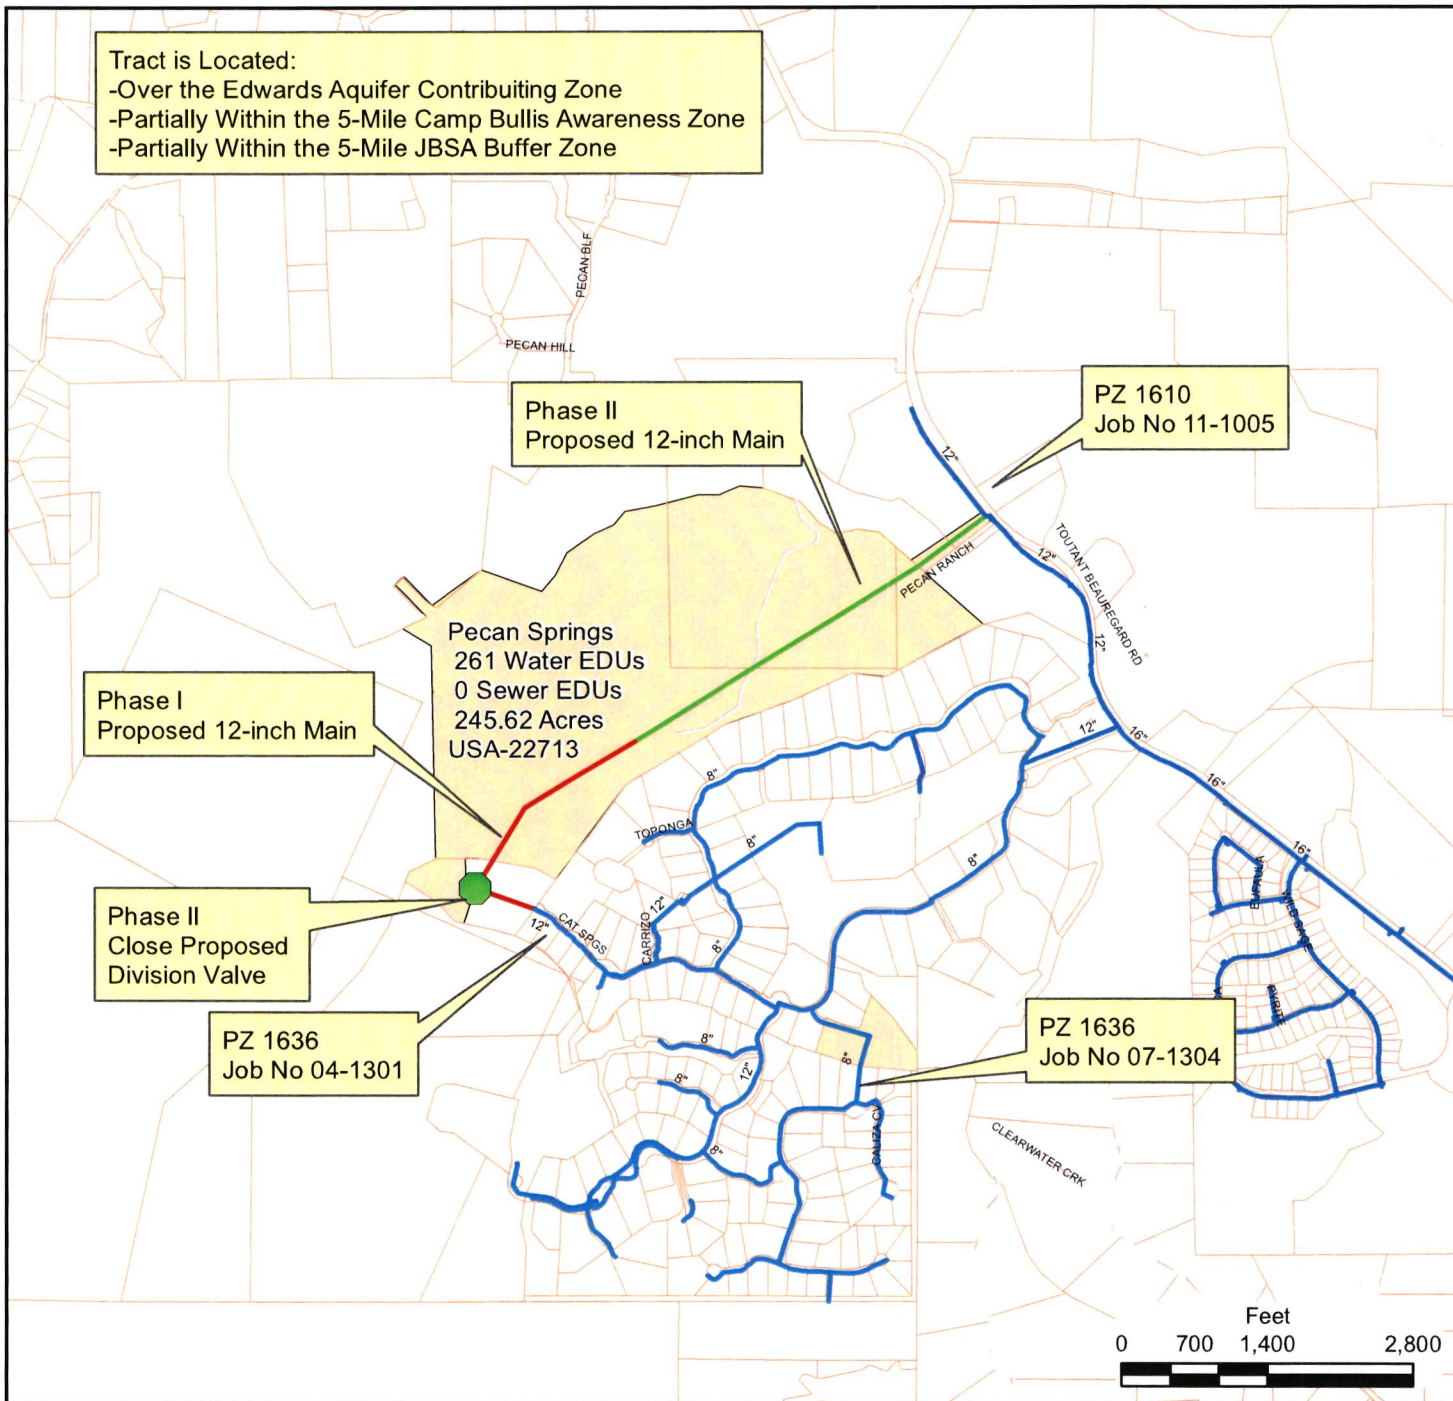 Tract is Located:
-Over the Edwards Aquifer Contribuiting Zone
-Partially Within the 5-Mile Camp Bullis Awareness Zone
-Partially Within the 5-Mile JBSA Buffer Zone
PECAN BLF
PECAN HILL
Phase II
Proposed 12-inch Main
PZ 1610
Job No 11-1005
12"
PECAN RANCH
12"
TOUTANT BEAUREGARD RD
12"
Pecan Springs
261 Water EDUs
0 Sewer EDUs
245.62 Acres
USA-22713
Phase I
Proposed 12-inch Main
12"
16"
16"
16"
8"
TOPONGA
8"
8"
12"
CARRIZO
8"
EUFAULA
WILD SAGE
PYRITE
Phase II
Close Proposed
Division Valve
CAT SPGS
12"
PZ 1636
Job No 04-1301
8"
8"
12"
8"
8"
PZ 1636
Job No 07-1304
CALIZA CV
CLEARWATER CRK
Feet
0 700 1,400 2,800